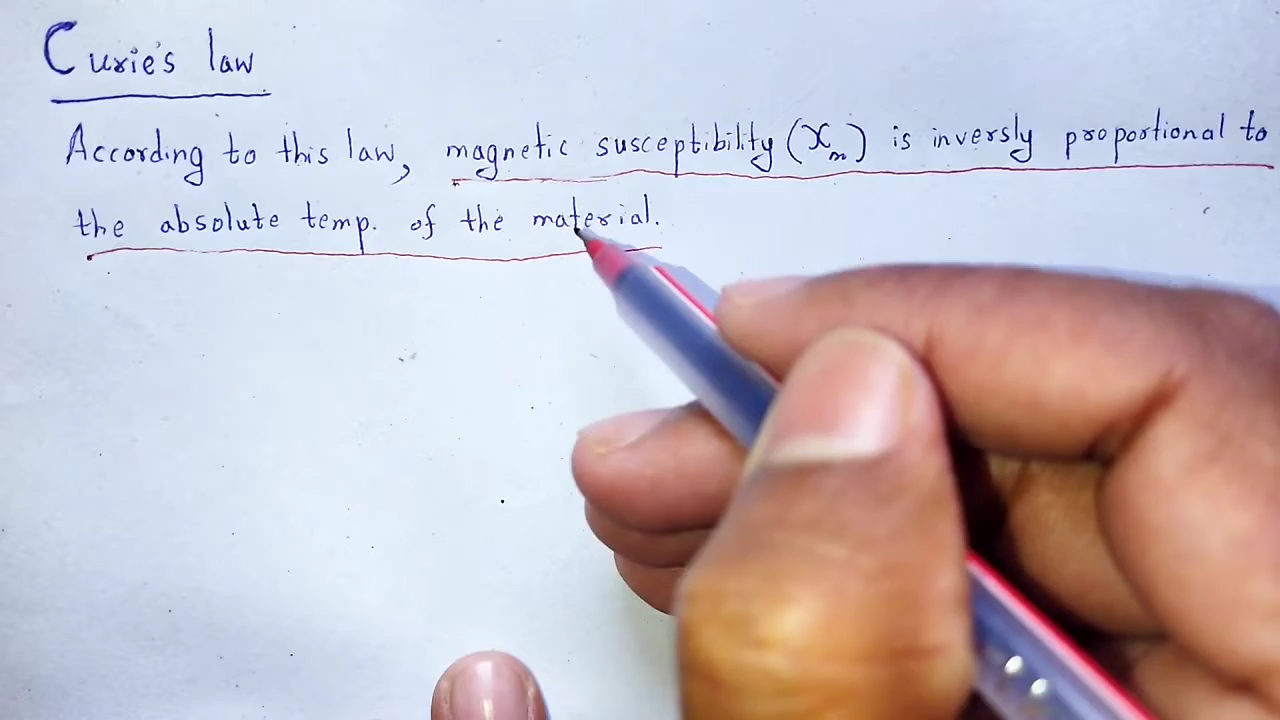 Curie's law
According to this law, magnetic susceptibility (χm) is inversly proportional to
the absolute temp. of the material.